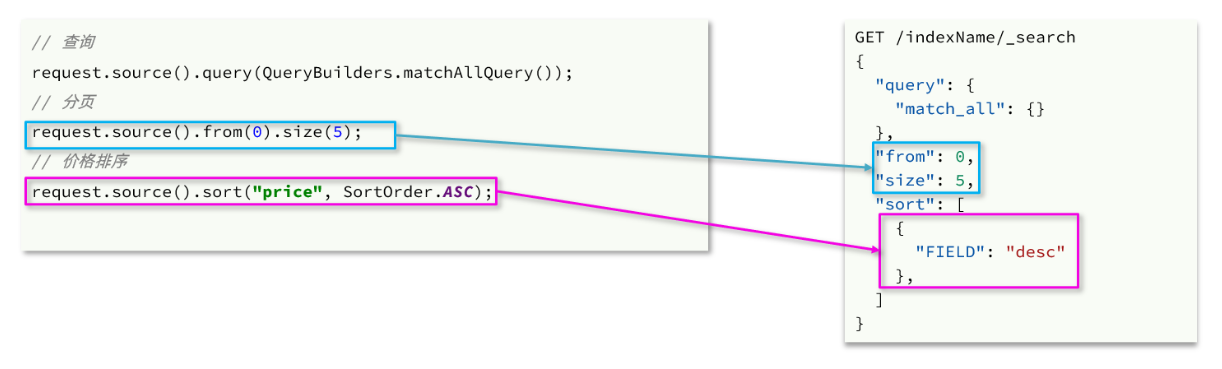 // 查询
request.source().query(QueryBuilders.matchAllQuery());
// 分页
request.source().from(0).size(5);
// 价格排序
request.source().sort("price", SortOrder.ASC);
GET /indexName/_search
{
  "query": {
    "match_all": {}
  },
  "from": 0,
  "size": 5,
  "sort": [
    {
      "FIELD": "desc"
    },
  ]
}